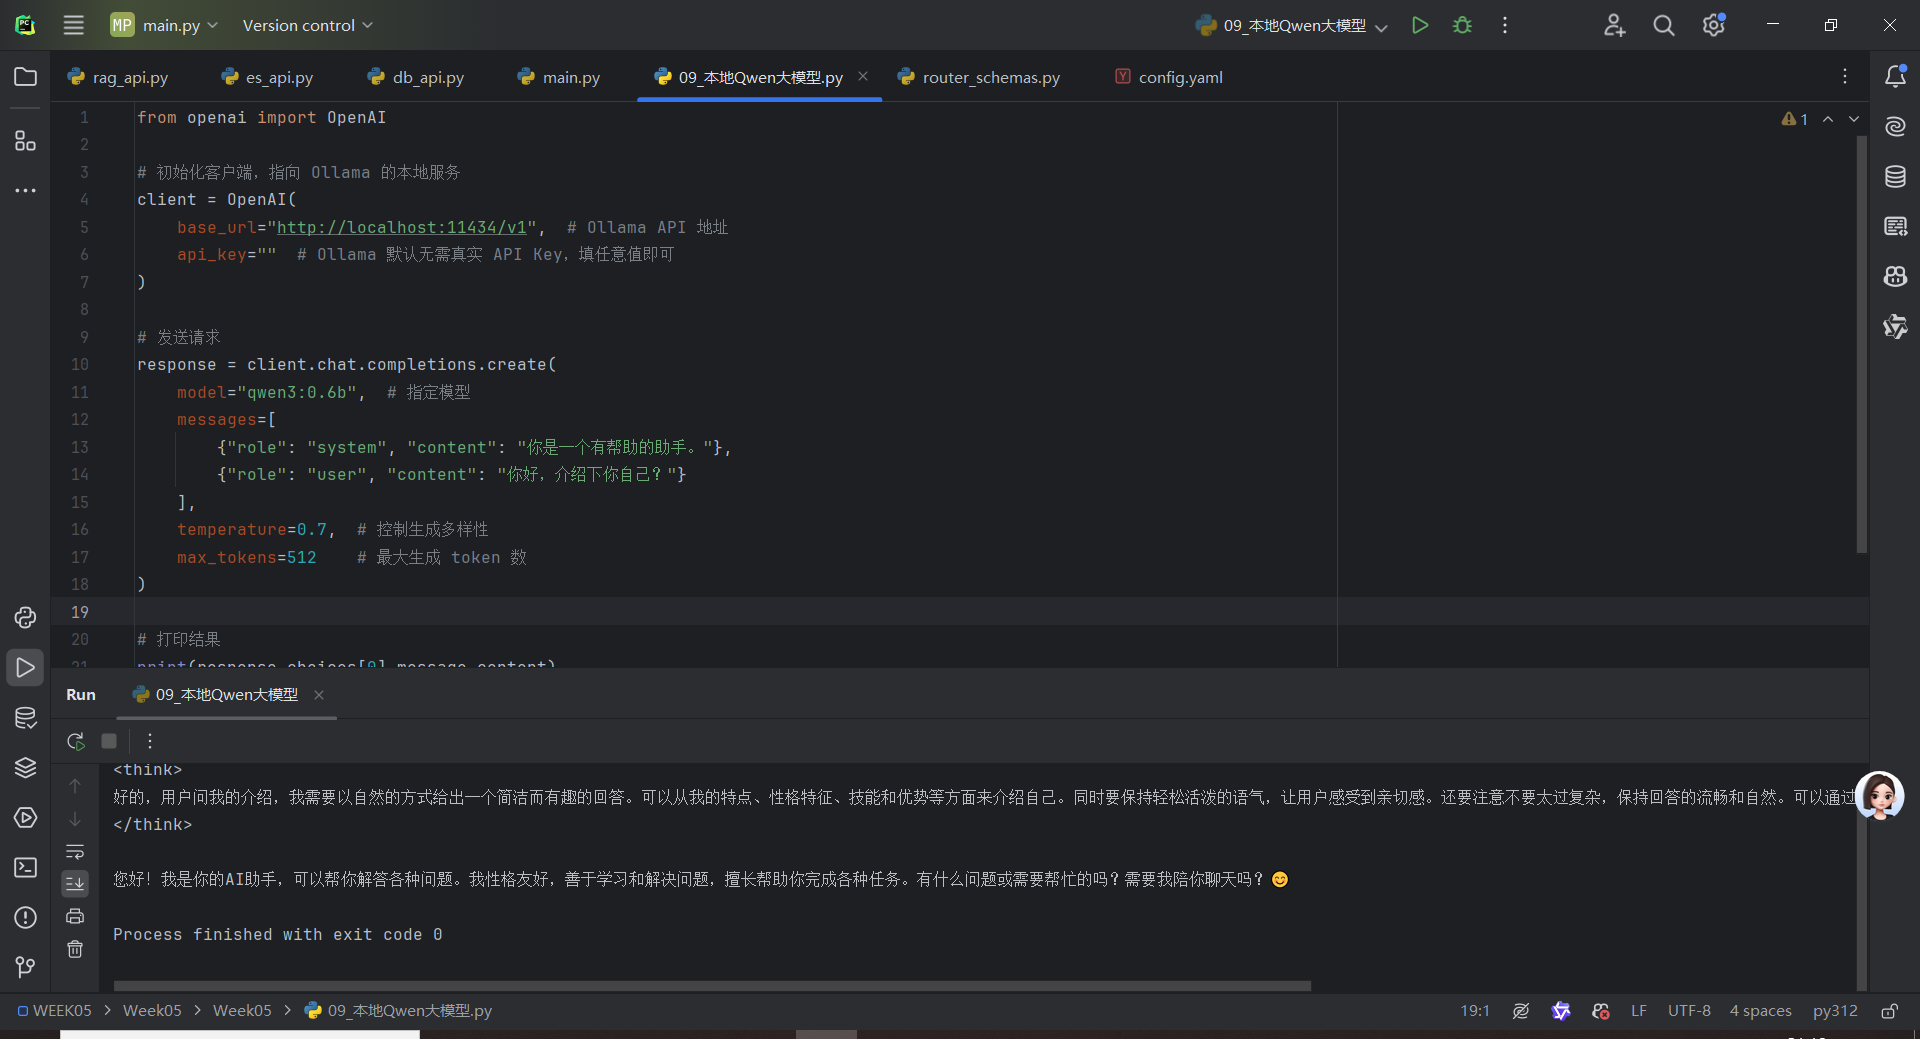 MP main.py Version control 09_本地Qwen大模型
rag_api.py es_api.py db_api.py main.py 09_本地Qwen大模型.py router_schemas.py config.yaml
1 from openai import OpenAI 1
2
3 # 初始化客户端，指向 Ollama 的本地服务
4 client = OpenAI(
5 base_url="http://localhost:11434/v1", # Ollama API 地址
6 api_key="" # Ollama 默认无需真实 API Key，填任意值即可
7 )
8
9 # 发送请求
10 response = client.chat.completions.create(
11 model="qwen3:0.6b", # 指定模型
12 messages=[
13 {"role": "system", "content": "你是一个有帮助的助手。"},
14 {"role": "user", "content": "你好，介绍下你自己？"}
15 ],
16 temperature=0.7, # 控制生成多样性
17 max_tokens=512 # 最大生成 token 数
18 )
19
20 # 打印结果
21 print(response.choices[0].message.content)
Run 09_本地Qwen大模型
<think>
好的，用户问我的介绍，我需要以自然的方式给出一个简洁而有趣的回答。可以从我的特点、性格特征、技能和优势等方面来介绍自己。同时要保持轻松活泼的语气，让用户感受到亲切感。还要注意不要太过复杂，保持回答的流畅和自然。可以通过
</think>
您好！我是你的AI助手，可以帮你解答各种问题。我性格友好，善于学习和解决问题，擅长帮助你完成各种任务。有什么问题或需要帮忙的吗？需要我陪你聊天吗？😊
Process finished with exit code 0
WEEK05 > Week05 > Week05 > 09_本地Qwen大模型.py 19:1 LF UTF-8 4 spaces py312